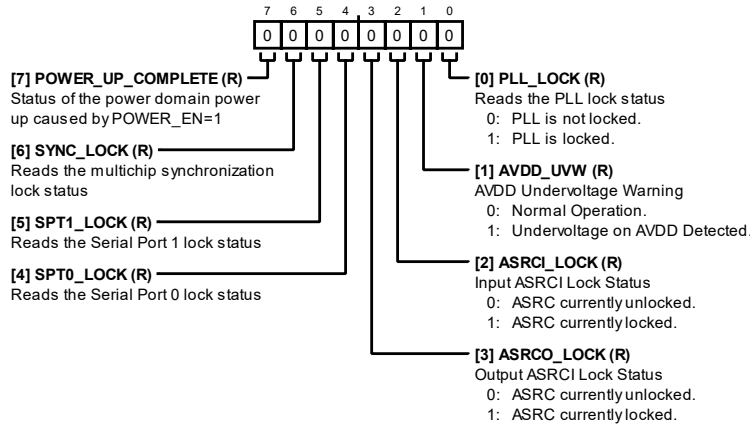 7 6 5 4 3 2 1 0
0 0 0 0 0 0 0 0
[7] POWER_UP_COMPLETE (R)
Status of the power domain power
up caused by POWER_EN=1
[6] SYNC_LOCK (R)
Reads the multichip synchronization
lock status
[5] SPT1_LOCK (R)
Reads the Serial Port 1 lock status
[4] SPT0_LOCK (R)
Reads the Serial Port 0 lock status
[0] PLL_LOCK (R)
Reads the PLL lock status
0: PLL is not locked.
1: PLL is locked.
[1] AVDD_UVW (R)
AVDD Undervoltage Warning
0: Normal Operation.
1: Undervoltage on AVDD Detected.
[2] ASRCI_LOCK (R)
Input ASRCI Lock Status
0: ASRC currently unlocked.
1: ASRC currently locked.
[3] ASRCO_LOCK (R)
Output ASRCI Lock Status
0: ASRC currently unlocked.
1: ASRC currently locked.